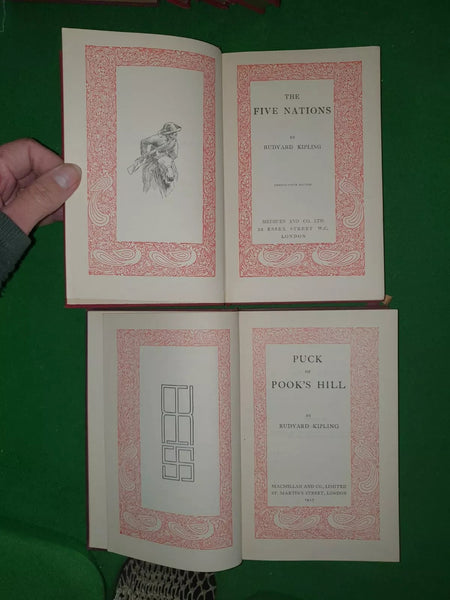 THE
FIVE NATIONS
BY
RUDYARD KIPLING
METHUEN AND CO. LTD.
36 ESSEX STREET W.C.
LONDON
PUCK
OF
POOK'S HILL
BY
RUDYARD KIPLING
MACMILLAN AND CO., LIMITED
ST. MARTIN'S STREET, LONDON